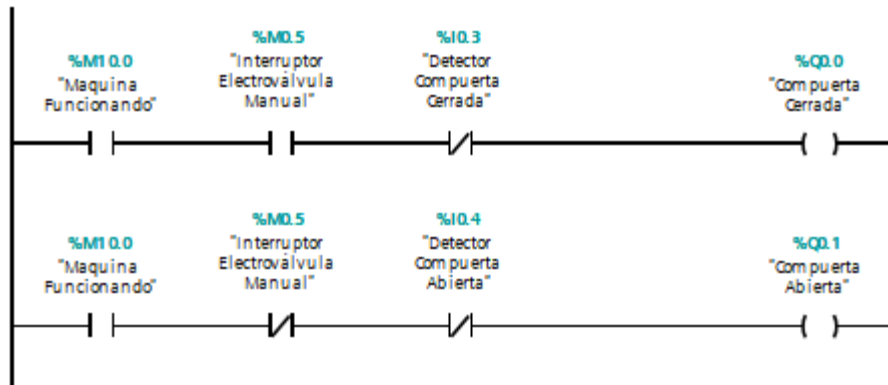 %M10.0
"Maquina
Funcionando"
%M0.5
"Interruptor
Electroválvula
Manual"
%I0.3
"Detector
Compuerta
Cerrada"
%Q0.0
"Compuerta
Cerrada"
%M10.0
"Maquina
Funcionando"
%M0.5
"Interruptor
Electroválvula
Manual"
%I0.4
"Detector
Compuerta
Abierta"
%Q0.1
"Compuerta
Abierta"